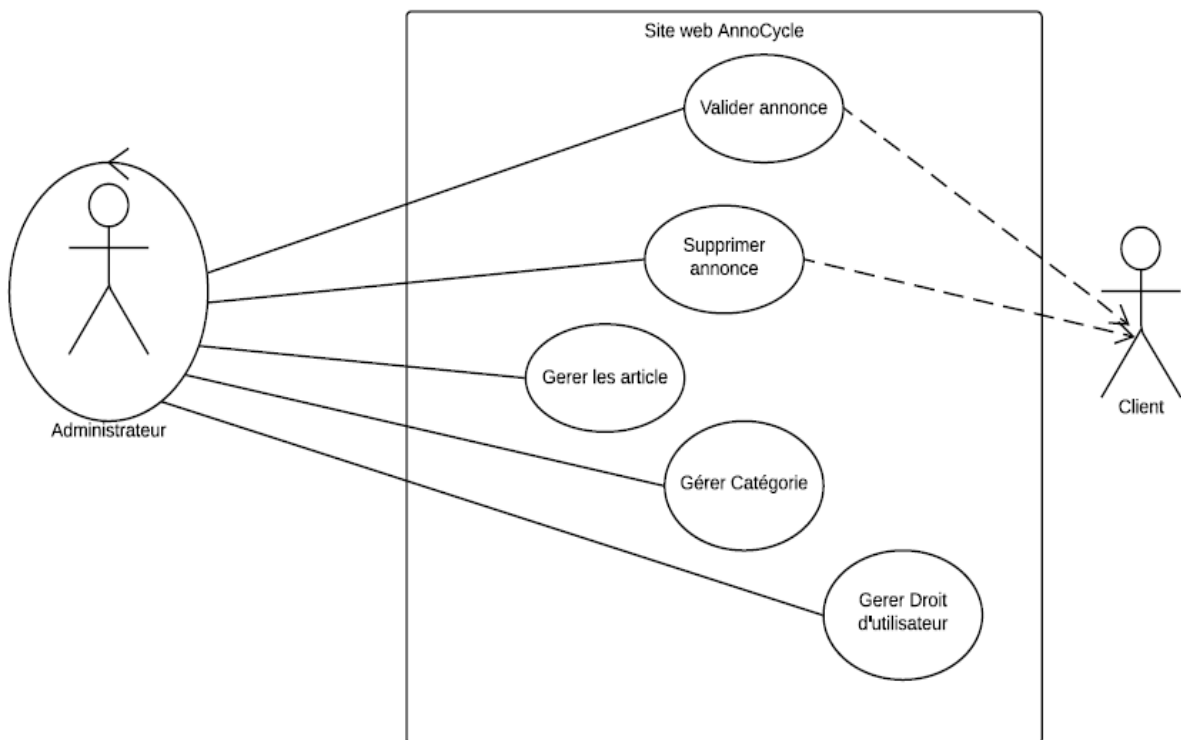 Site web AnnoCycle
Valider annonce
Supprimer
annonce
Gerer les article
Administrateur
Client
Gérer Catégorie
Gerer Droit
d'utilisateur